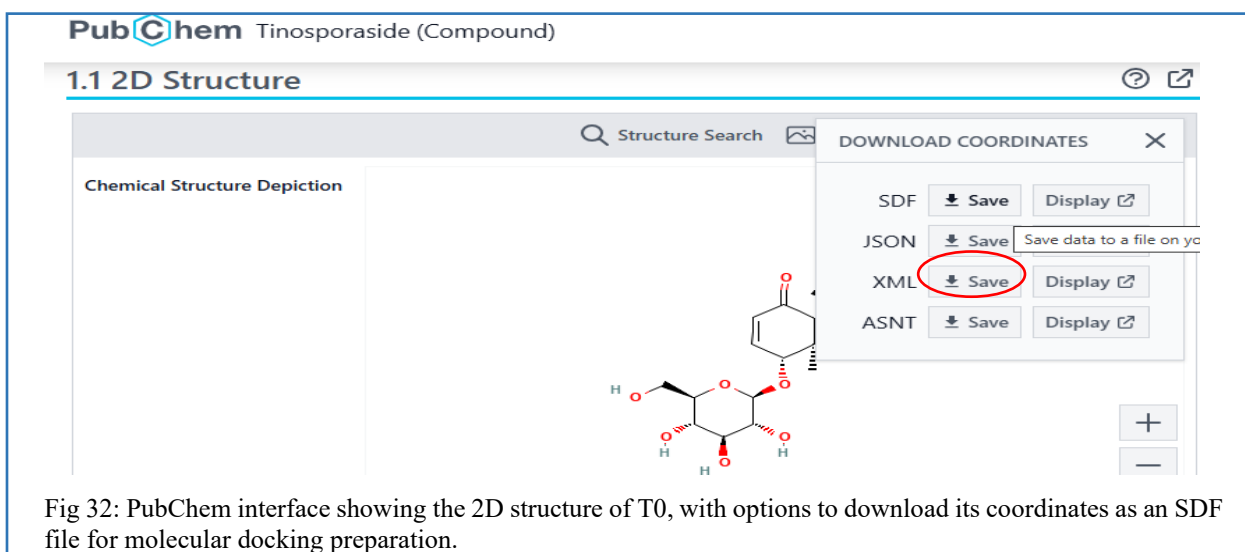 PubChem Tinosporaside (Compound)
1.1 2D Structure
Structure Search
DOWNLOAD COORDINATES
Chemical Structure Depiction
SDF Save Display
JSON Save Save data to a file on yo
XML Save Display
ASNT Save Display
O
H O O O
O H O H
H O
Fig 32: PubChem interface showing the 2D structure of T0, with options to download its coordinates as an SDF
file for molecular docking preparation.